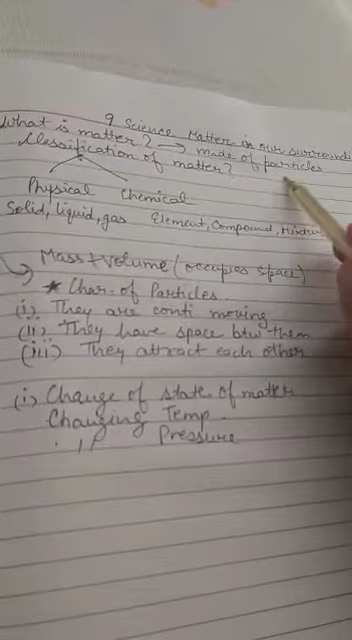 9 Science Matter in our surroundi
What is matter? → made of particles
Classification of matter?
Physical Chemical
Solid, liquid, gas Element, Compound, Mixtur
Mass + Volume (occupies space)
* Char. of Particles.
(i) They are conti moving
(ii) They have space btw them
(iii) They attract each other
(i) Change of state of matter
Changing Temp.
" Pressure